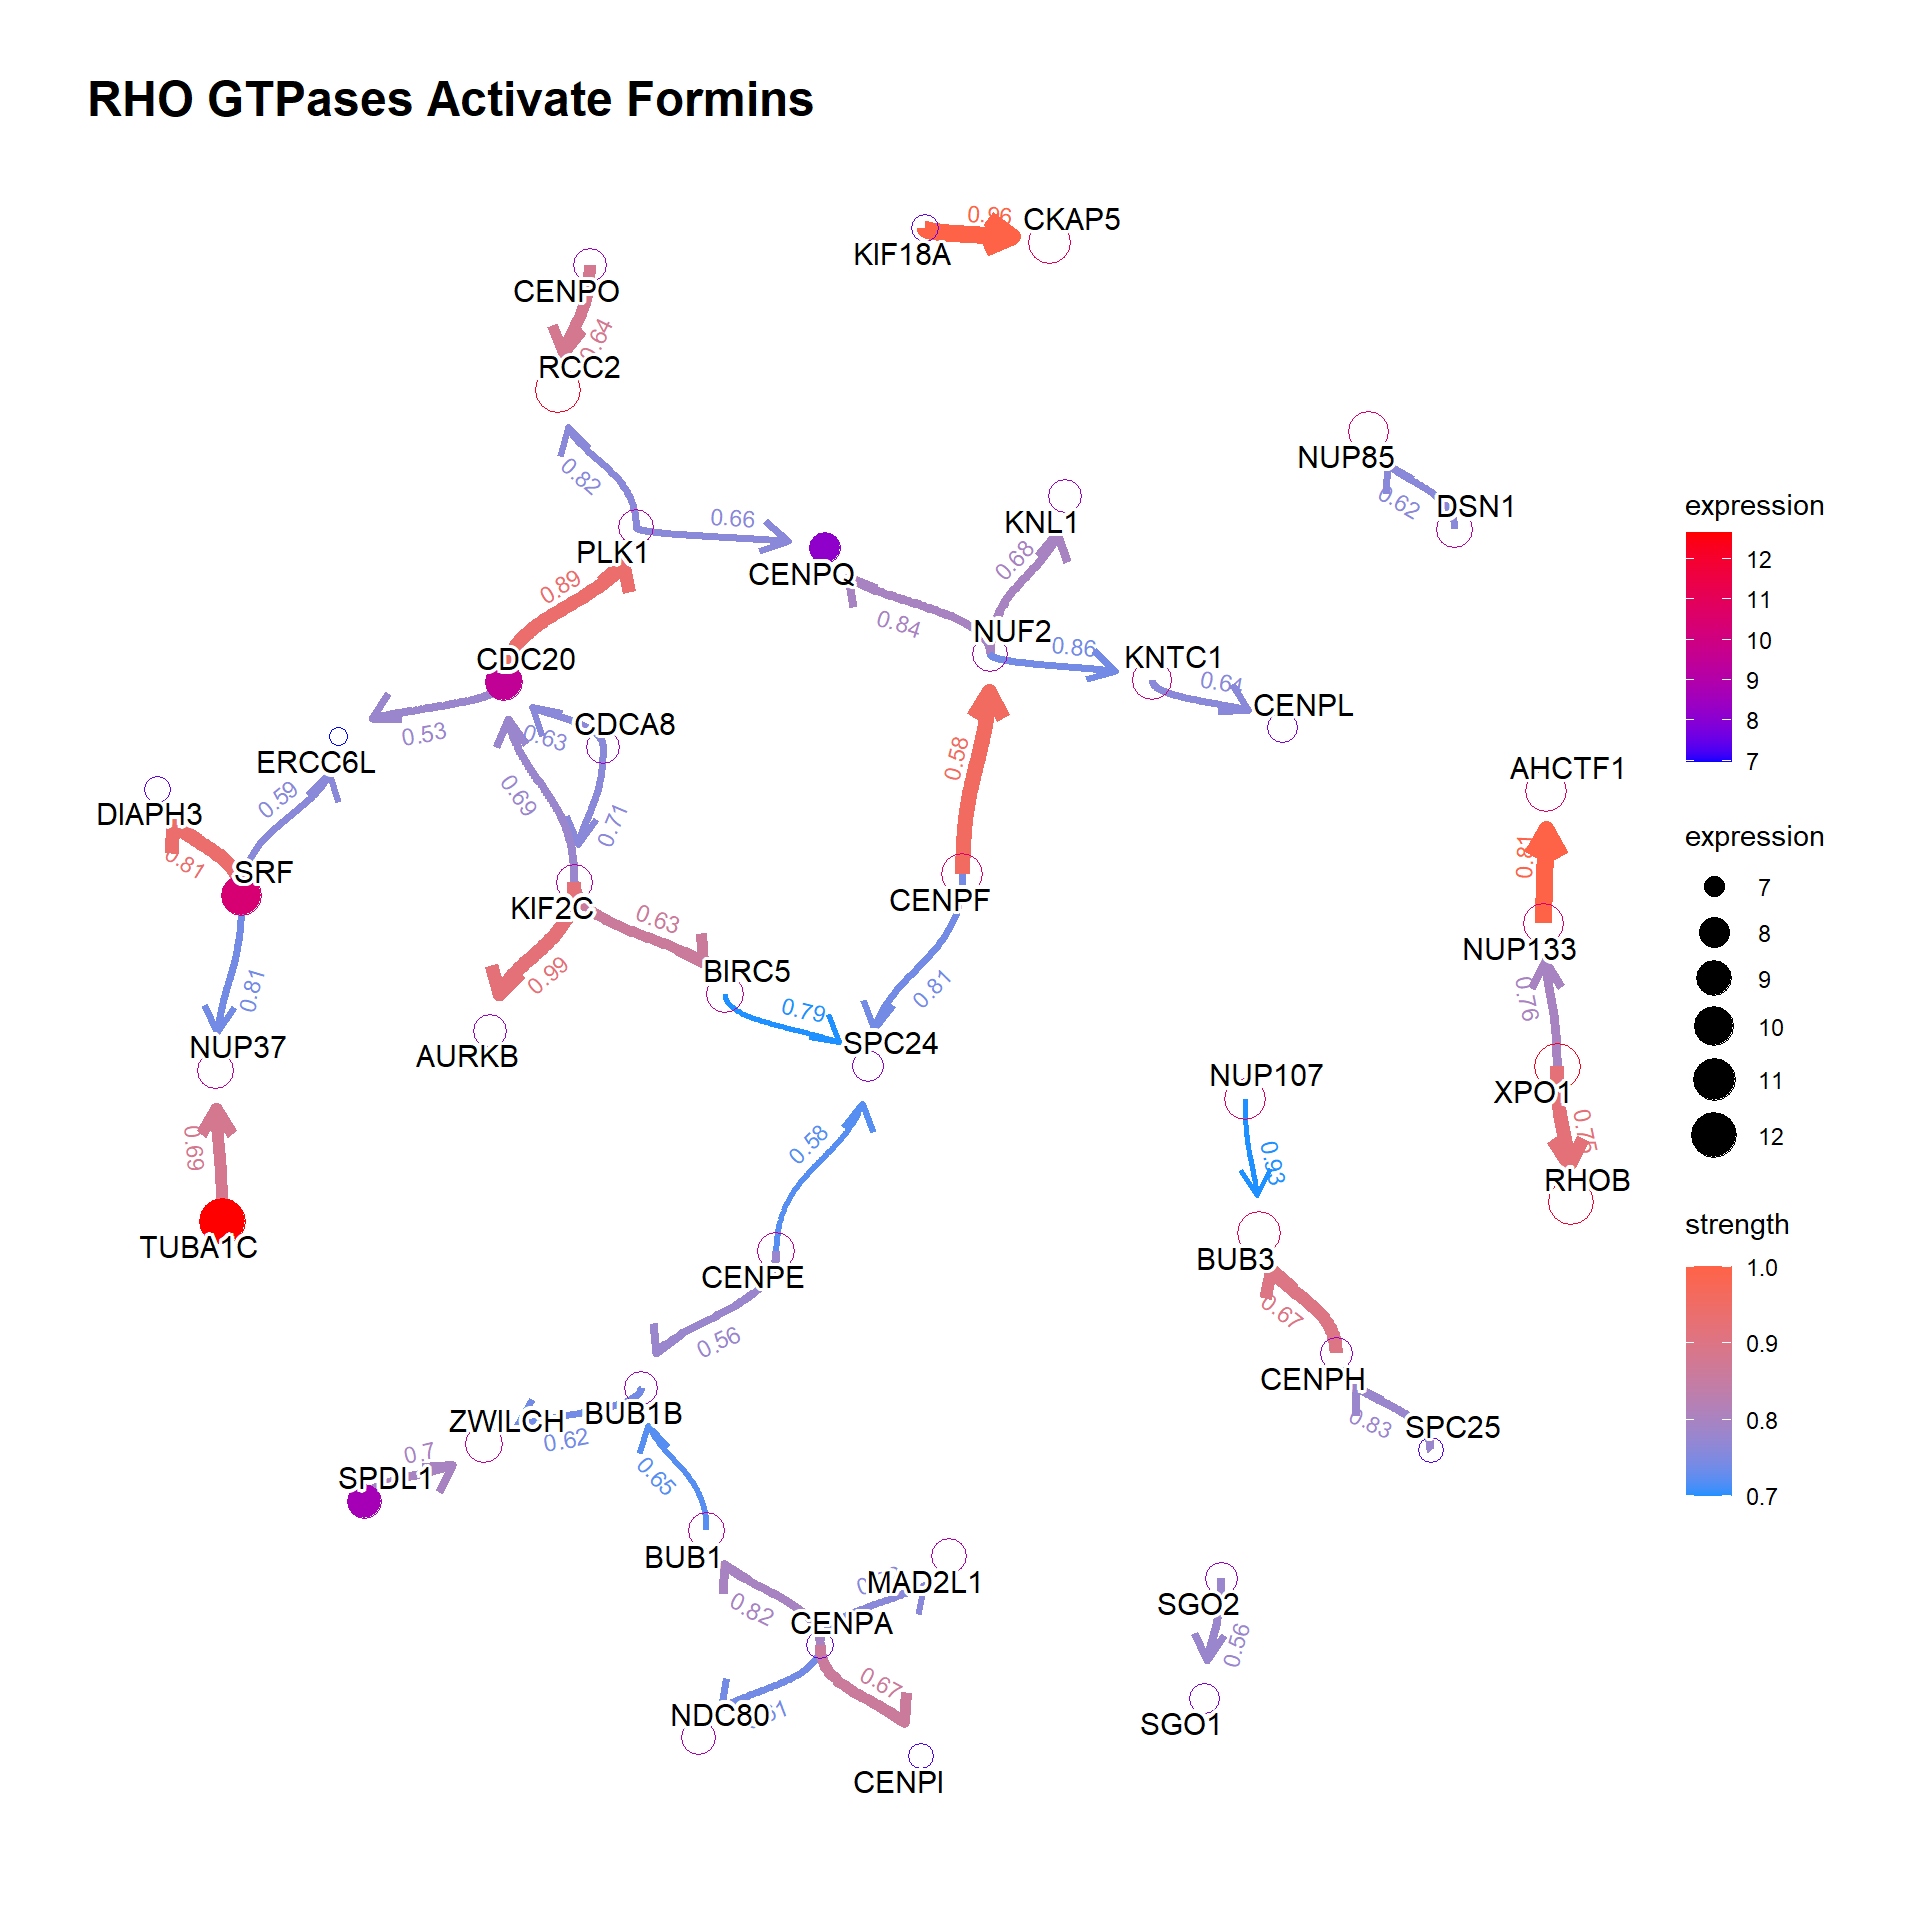 RHO GTPases Activate Formins
0.96
CKAP5
KIF18A
CENPO
0.64
RCC2
NUP85
0.62
DSN1
0.82
0.66
KNL1
PLK1
CENPQ
0.68
0.89
0.84
NUF2
0.86
KNTC1
0.64
CENPL
CDC20
0.53
CDCA8
0.63
ERCC6L
0.59
0.69
0.71
0.58
DIAPH3
0.81
SRF
KIF2C
0.63
CENPF
AHCTF1
0.81
NUP133
0.99
BIRC5
0.79
0.81
0.81
SPC24
NUP37
AURKB
0.76
XPO1
0.75
RHOB
0.69
TUBA1C
0.58
NUP107
0.93
BUB3
0.67
CENPE
0.56
CENPH
0.83
SPC25
ZWILCH
BUB1B
0.62
0.7
SPDL1
0.65
BUB1
0.82
MAD2L1
CENPA
0.67
NDC80
CENPI
SGO2
0.56
SGO1
expression
12
11
10
9
8
7
expression
7
8
9
10
11
12
strength
1.0
0.9
0.8
0.7